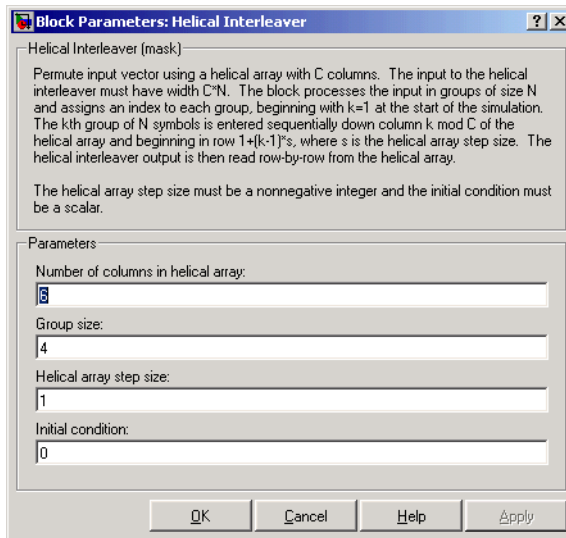 Block Parameters: Helical Interleaver
Helical Interleaver (mask)
Permute input vector using a helical array with C columns. The input to the helical
interleaver must have width C*N. The block processes the input in groups of size N
and assigns an index to each group, beginning with k=1 at the start of the simulation.
The kth group of N symbols is entered sequentially down column k mod C of the
helical array and beginning in row 1+(k-1)*s, where s is the helical array step size. The
helical interleaver output is then read row-by-row from the helical array.
The helical array step size must be a nonnegative integer and the initial condition must
be a scalar.
Parameters
Number of columns in helical array:
6
Group size:
4
Helical array step size:
1
Initial condition:
0
OK Cancel Help Apply